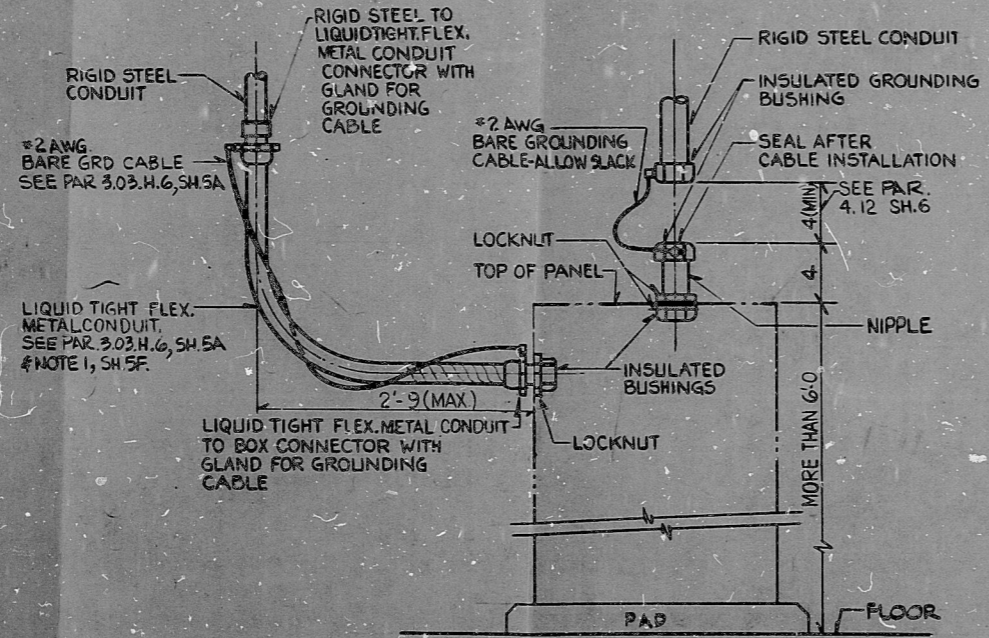 RIGID STEEL TO
LIQUIDTIGHT.FLEX.
METAL CONDUIT
CONNECTOR WITH
GLAND FOR
GROUNDING
CABLE
RIGID STEEL
CONDUIT
#2 AWG.
BARE GRD CABLE
SEE PAR 3.03.H.6, SH.5A
LIQUID TIGHT FLEX.
METAL CONDUIT.
SEE PAR. 3.03.H.6, SH.5A
& NOTE 1, SH.5F.
2'-9 (MAX.)
LIQUID TIGHT FLEX. METAL CONDUIT
TO BOX CONNECTOR WITH
GLAND FOR GROUNDING
CABLE
RIGID STEEL CONDUIT
INSULATED GROUNDING
BUSHING
#2 AWG
BARE GROUNDING
CABLE-ALLOW SLACK
SEAL AFTER
CABLE INSTALLATION
4 (MIN)
SEE PAR.
4.12 SH.6
LOCKNUT
TOP OF PANEL
4
NIPPLE
INSULATED
BUSHINGS
LOCKNUT
MORE THAN 6'-0
PAD
FLOOR